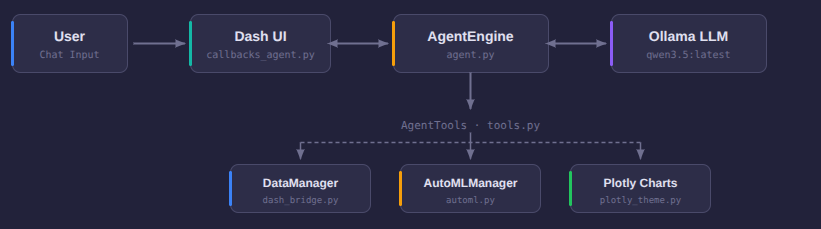 User
Chat Input
Dash UI
callbacks_agent.py
AgentEngine
agent.py
Ollama LLM
qwen3.5:latest
AgentTools · tools.py
DataManager
dash_bridge.py
AutoMLManager
automl.py
Plotly Charts
plotly_theme.py